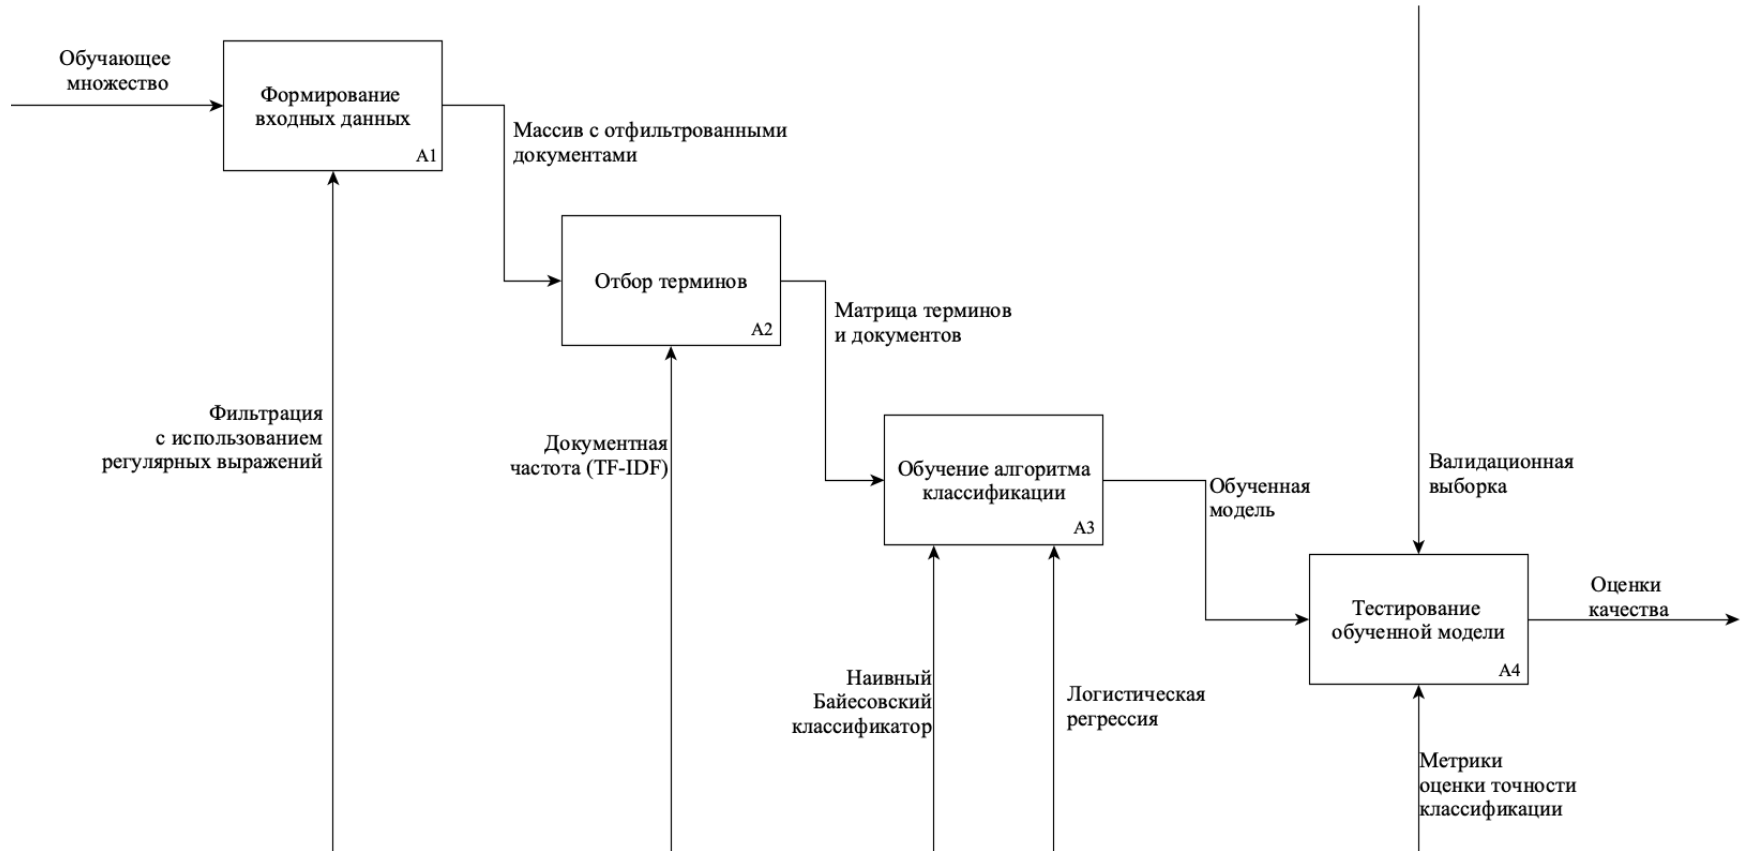 Обучающее
множество
Формирование
входных данных
A1
Массив с отфильтрованными
документами
Отбор терминов
A2
Матрица терминов
и документов
Фильтрация
с использованием
регулярных выражений
Документная
частота (TF-IDF)
Обучение алгоритма
классификации
A3
Обученная
модель
Валидационная
выборка
Тестирование
обученной модели
A4
Оценки
качества
Наивный
Байесовский
классификатор
Логистическая
регрессия
Метрики
оценки точности
классификации